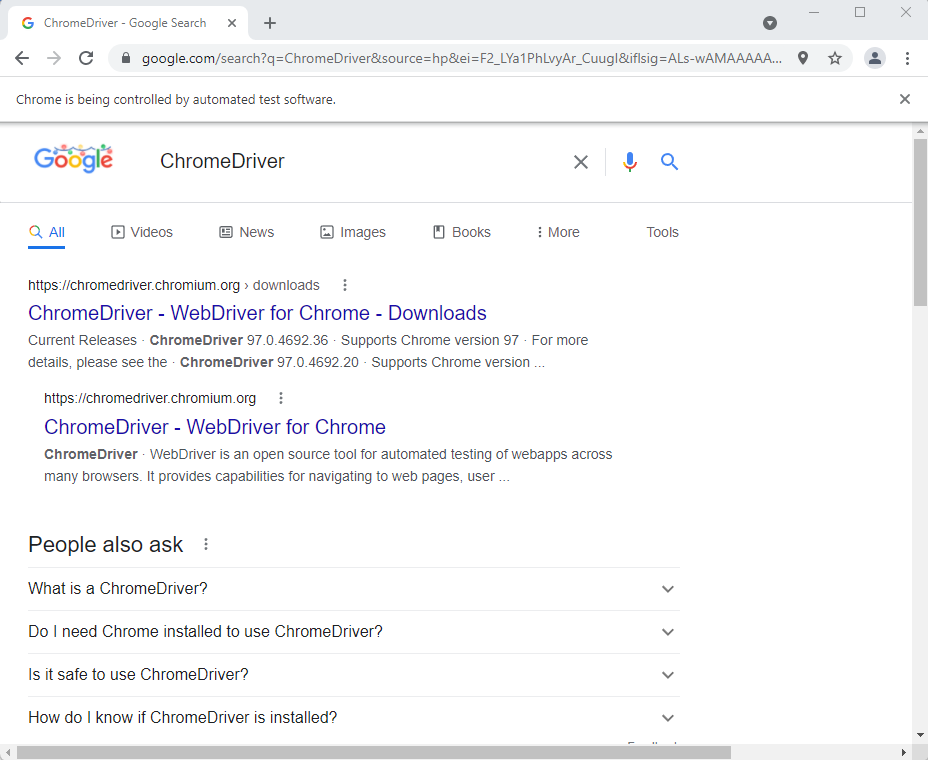 ChromeDriver - Google Search
google.com/search?q=ChromeDriver&source=hp&ei=F2_LYa1PhLvyAr_CuugI&iflsig=ALs-wAMAAAAA...
Chrome is being controlled by automated test software.
Google
ChromeDriver
All Videos News Images Books More Tools
https://chromedriver.chromium.org › downloads
ChromeDriver - WebDriver for Chrome - Downloads
Current Releases · ChromeDriver 97.0.4692.36 · Supports Chrome version 97 · For more
details, please see the · ChromeDriver 97.0.4692.20 · Supports Chrome version ...
https://chromedriver.chromium.org
ChromeDriver - WebDriver for Chrome
ChromeDriver · WebDriver is an open source tool for automated testing of webapps across
many browsers. It provides capabilities for navigating to web pages, user ...
People also ask
What is a ChromeDriver?
Do I need Chrome installed to use ChromeDriver?
Is it safe to use ChromeDriver?
How do I know if ChromeDriver is installed?